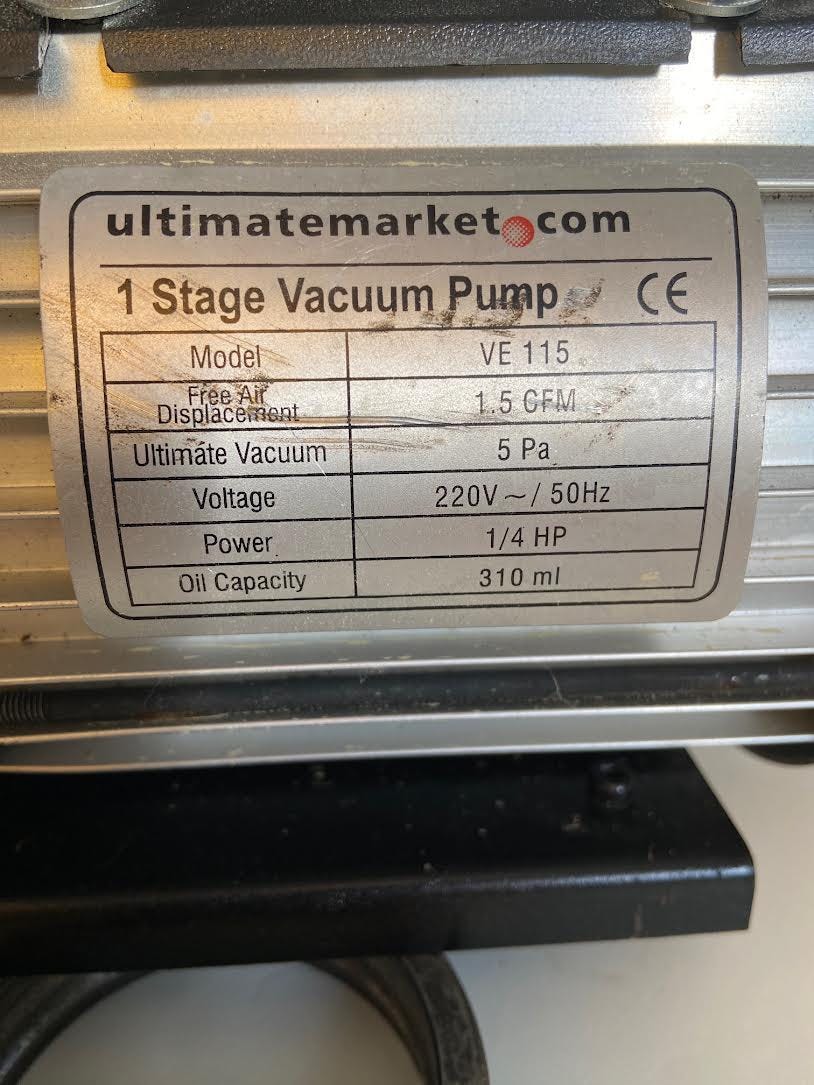 ultimatemarket.com
1 Stage Vacuum Pump CE
Model VE 115
Free Air
Displacement 1.5 CFM
Ultimate Vacuum 5 Pa
Voltage 220V ~ / 50Hz
Power 1/4 HP
Oil Capacity 310 ml